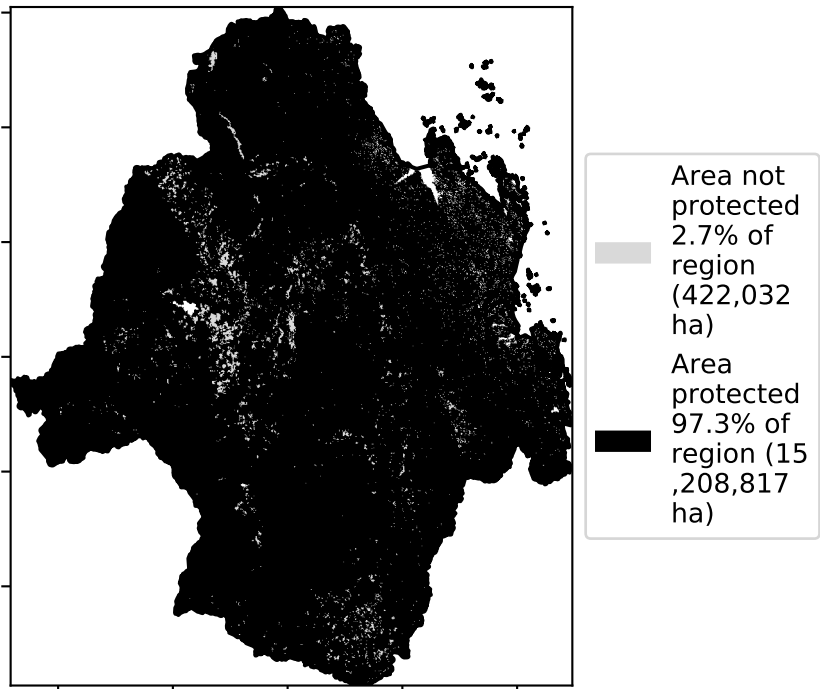 Area not
protected
2.7% of
region
(422,032
ha)
Area
protected
97.3% of
region (15
,208,817
ha)